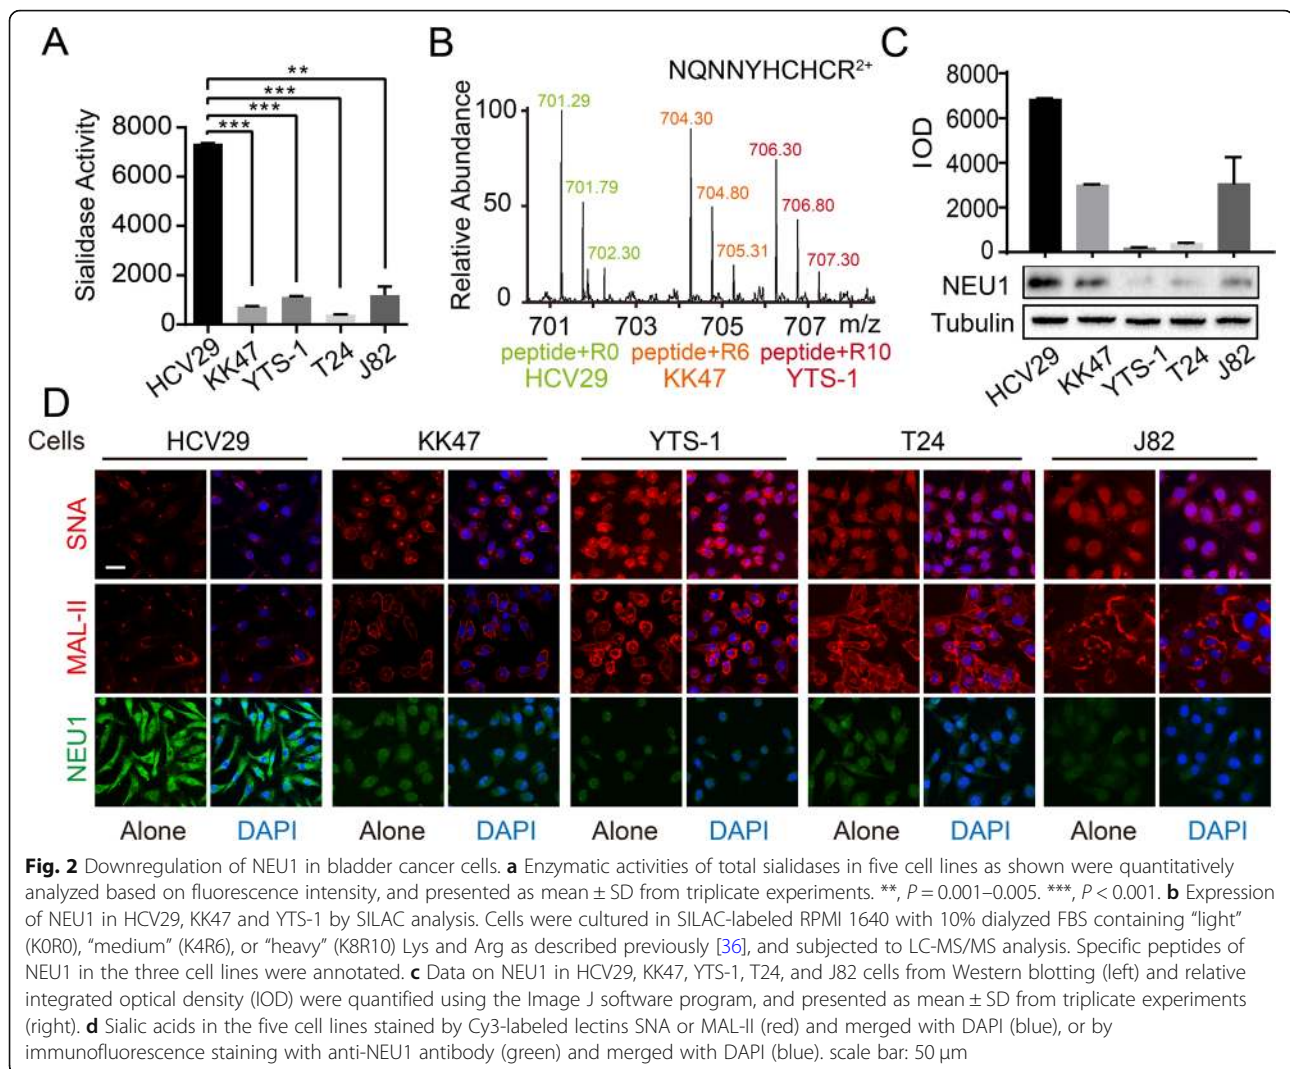 A
Sialidase Activity
8000
6000
4000
2000
0
**
***
***
***
HCV29
KK47
YTS-1
T24
J82
B
NQNNYHCHCR2+
Relative Abundance
100
50
0
701.29
701.79
702.30
704.30
704.80
705.31
706.30
706.80
707.30
701 703 705 707 m/z
peptide+R0 peptide+R6 peptide+R10
HCV29 KK47 YTS-1
C
IOD
8000
6000
4000
2000
0
NEU1
Tubulin
HCV29
KK47
YTS-1
T24
J82
D
Cells HCV29 KK47 YTS-1 T24 J82
SNA
MAL-II
NEU1
Alone DAPI Alone DAPI Alone DAPI Alone DAPI Alone DAPI
Fig. 2 Downregulation of NEU1 in bladder cancer cells. a Enzymatic activities of total sialidases in five cell lines as shown were quantitatively
analyzed based on fluorescence intensity, and presented as mean ± SD from triplicate experiments. **, P = 0.001–0.005. ***, P < 0.001. b Expression
of NEU1 in HCV29, KK47 and YTS-1 by SILAC analysis. Cells were cultured in SILAC-labeled RPMI 1640 with 10% dialyzed FBS containing “light”
(K0R0), “medium” (K4R6), or “heavy” (K8R10) Lys and Arg as described previously [36], and subjected to LC-MS/MS analysis. Specific peptides of
NEU1 in the three cell lines were annotated. c Data on NEU1 in HCV29, KK47, YTS-1, T24, and J82 cells from Western blotting (left) and relative
integrated optical density (IOD) were quantified using the Image J software program, and presented as mean ± SD from triplicate experiments
(right). d Sialic acids in the five cell lines stained by Cy3-labeled lectins SNA or MAL-II (red) and merged with DAPI (blue), or by
immunofluorescence staining with anti-NEU1 antibody (green) and merged with DAPI (blue). scale bar: 50 μm